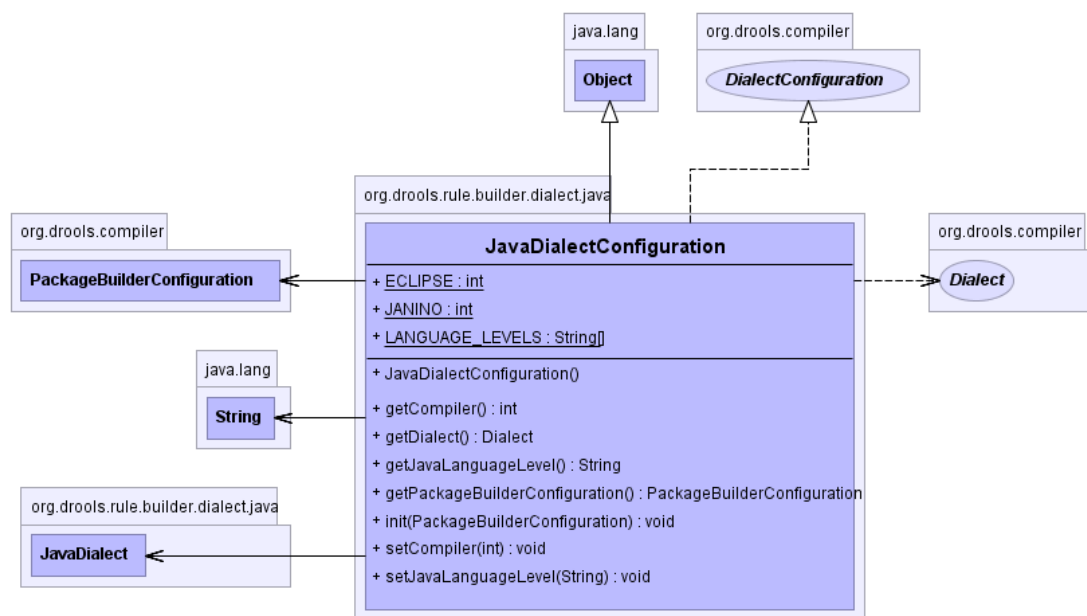 java.lang
Object
org.drools.compiler
DialectConfiguration
org.drools.rule.builder.dialect.java
JavaDialectConfiguration
+ ECLIPSE : int
+ JANINO : int
+ LANGUAGE_LEVELS : String[]
+ JavaDialectConfiguration()
+ getCompiler() : int
+ getDialect() : Dialect
+ getJavaLanguageLevel() : String
+ getPackageBuilderConfiguration() : PackageBuilderConfiguration
+ init(PackageBuilderConfiguration) : void
+ setCompiler(int) : void
+ setJavaLanguageLevel(String) : void
org.drools.compiler
PackageBuilderConfiguration
java.lang
String
org.drools.rule.builder.dialect.java
JavaDialect
org.drools.compiler
Dialect